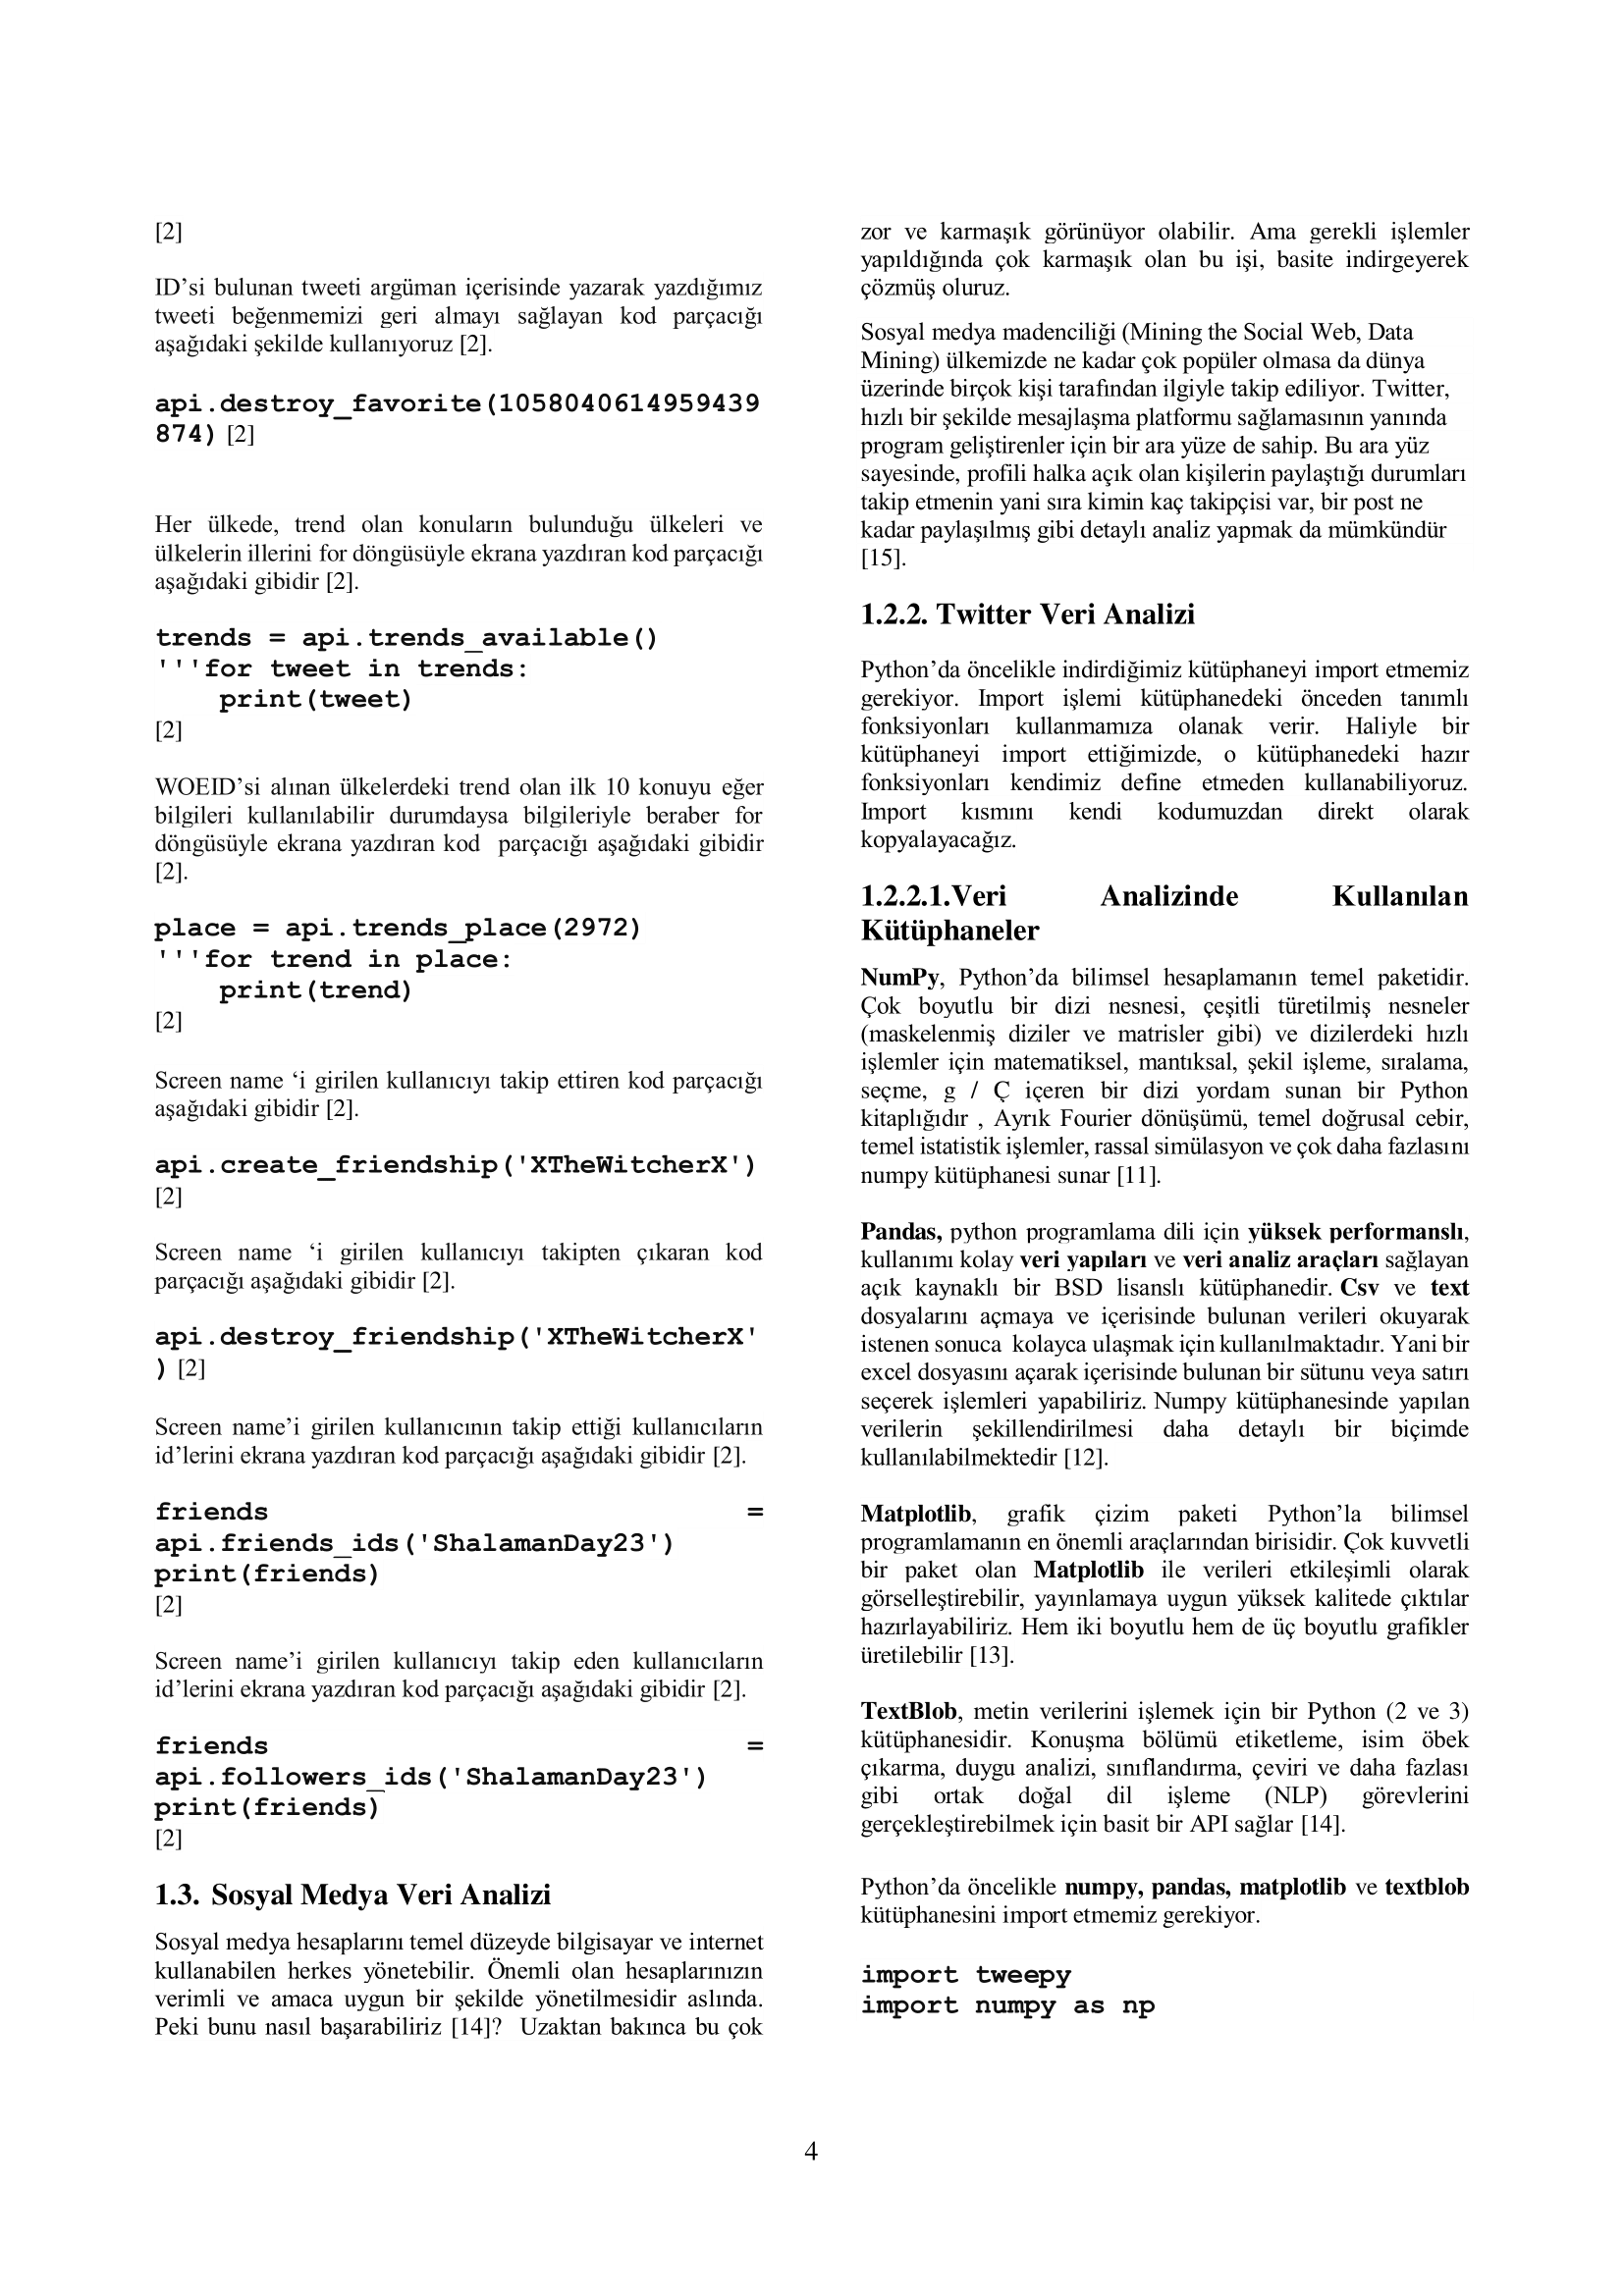 [2]
ID’si bulunan tweeti argüman içerisinde yazarak yazdığımız
tweeti beğenmemizi geri almayı sağlayan kod parçacığı
aşağıdaki şekilde kullanıyoruz [2].
api.destroy_favorite(1058040614959439
874) [2]
Her ülkede, trend olan konuların bulunduğu ülkeleri ve
ülkelerin illerini for döngüsüyle ekrana yazdıran kod parçacığı
aşağıdaki gibidir [2].
trends = api.trends_available()
'''for tweet in trends:
    print(tweet)
[2]
WOEID’si alınan ülkelerdeki trend olan ilk 10 konuyu eğer
bilgileri kullanılabilir durumdaysa bilgileriyle beraber for
döngüsüyle ekrana yazdıran kod  parçacığı aşağıdaki gibidir
[2].
place = api.trends_place(2972)
'''for trend in place:
    print(trend)
[2]
Screen name ‘i girilen kullanıcıyı takip ettiren kod parçacığı
aşağıdaki gibidir [2].
api.create_friendship('XTheWitcherX')
[2]
Screen name ‘i girilen kullanıcıyı takipten çıkaran kod
parçacığı aşağıdaki gibidir [2].
api.destroy_friendship('XTheWitcherX'
) [2]
Screen name’i girilen kullanıcının takip ettiği kullanıcıların
id’lerini ekrana yazdıran kod parçacığı aşağıdaki gibidir [2].
friends =
api.friends_ids('ShalamanDay23')
print(friends)
[2]
Screen name’i girilen kullanıcıyı takip eden kullanıcıların
id’lerini ekrana yazdıran kod parçacığı aşağıdaki gibidir [2].
friends =
api.followers_ids('ShalamanDay23')
print(friends)
[2]
1.3. Sosyal Medya Veri Analizi
Sosyal medya hesaplarını temel düzeyde bilgisayar ve internet
kullanabilen herkes yönetebilir. Önemli olan hesaplarınızın
verimli ve amaca uygun bir şekilde yönetilmesidir aslında.
Peki bunu nasıl başarabiliriz [14]?  Uzaktan bakınca bu çok
zor ve karmaşık görünüyor olabilir. Ama gerekli işlemler
yapıldığında çok karmaşık olan bu işi, basite indirgeyerek
çözmüş oluruz.
Sosyal medya madenciliği (Mining the Social Web, Data
Mining) ülkemizde ne kadar çok popüler olmasa da dünya
üzerinde birçok kişi tarafından ilgiyle takip ediliyor. Twitter,
hızlı bir şekilde mesajlaşma platformu sağlamasının yanında
program geliştirenler için bir ara yüze de sahip. Bu ara yüz
sayesinde, profili halka açık olan kişilerin paylaştığı durumları
takip etmenin yani sıra kimin kaç takipçisi var, bir post ne
kadar paylaşılmış gibi detaylı analiz yapmak da mümkündür
[15].
1.2.2. Twitter Veri Analizi
Python’da öncelikle indirdiğimiz kütüphaneyi import etmemiz
gerekiyor. Import işlemi kütüphanedeki önceden tanımlı
fonksiyonları kullanmamıza olanak verir. Haliyle bir
kütüphaneyi import ettiğimizde, o kütüphanedeki hazır
fonksiyonları kendimiz define etmeden kullanabiliyoruz.
Import kısmını kendi kodumuzdan direkt olarak
kopyalayacağız.
1.2.2.1.Veri Analizinde Kullanılan
Kütüphaneler
NumPy, Python’da bilimsel hesaplamanın temel paketidir.
Çok boyutlu bir dizi nesnesi, çeşitli türetilmiş nesneler
(maskelenmiş diziler ve matrisler gibi) ve dizilerdeki hızlı
işlemler için matematiksel, mantıksal, şekil işleme, sıralama,
seçme, g / Ç içeren bir dizi yordam sunan bir Python
kitaplığıdır , Ayrık Fourier dönüşümü, temel doğrusal cebir,
temel istatistik işlemler, rassal simülasyon ve çok daha fazlasını
numpy kütüphanesi sunar [11].
Pandas, python programlama dili için yüksek performanslı,
kullanımı kolay veri yapıları ve veri analiz araçları sağlayan
açık kaynaklı bir BSD lisanslı kütüphanedir. Csv ve text
dosyalarını açmaya ve içerisinde bulunan verileri okuyarak
istenen sonuca  kolayca ulaşmak için kullanılmaktadır. Yani bir
excel dosyasını açarak içerisinde bulunan bir sütunu veya satırı
seçerek işlemleri yapabiliriz. Numpy kütüphanesinde yapılan
verilerin şekillendirilmesi daha detaylı bir biçimde
kullanılabilmektedir [12].
Matplotlib, grafik çizim paketi Python’la bilimsel
programlamanın en önemli araçlarından birisidir. Çok kuvvetli
bir paket olan Matplotlib ile verileri etkileşimli olarak
görselleştirebilir, yayınlamaya uygun yüksek kalitede çıktılar
hazırlayabiliriz. Hem iki boyutlu hem de üç boyutlu grafikler
üretilebilir [13].
TextBlob, metin verilerini işlemek için bir Python (2 ve 3)
kütüphanesidir. Konuşma bölümü etiketleme, isim öbek
çıkarma, duygu analizi, sınıflandırma, çeviri ve daha fazlası
gibi ortak doğal dil işleme (NLP) görevlerini
gerçekleştirebilmek için basit bir API sağlar [14].
Python’da öncelikle numpy, pandas, matplotlib ve textblob
kütüphanesini import etmemiz gerekiyor.
import tweepy
import numpy as np
4